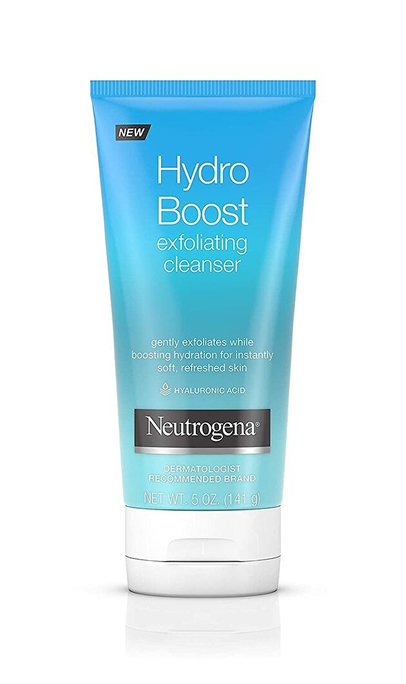 NEW
Hydro
Boost
exfoliating
cleanser
gently exfoliates while
boosting hydration for instantly
soft, refreshed skin
HYALURONIC ACID
Neutrogena®
DERMATOLOGIST
RECOMMENDED BRAND
NET WT. 5 OZ. (141 g)